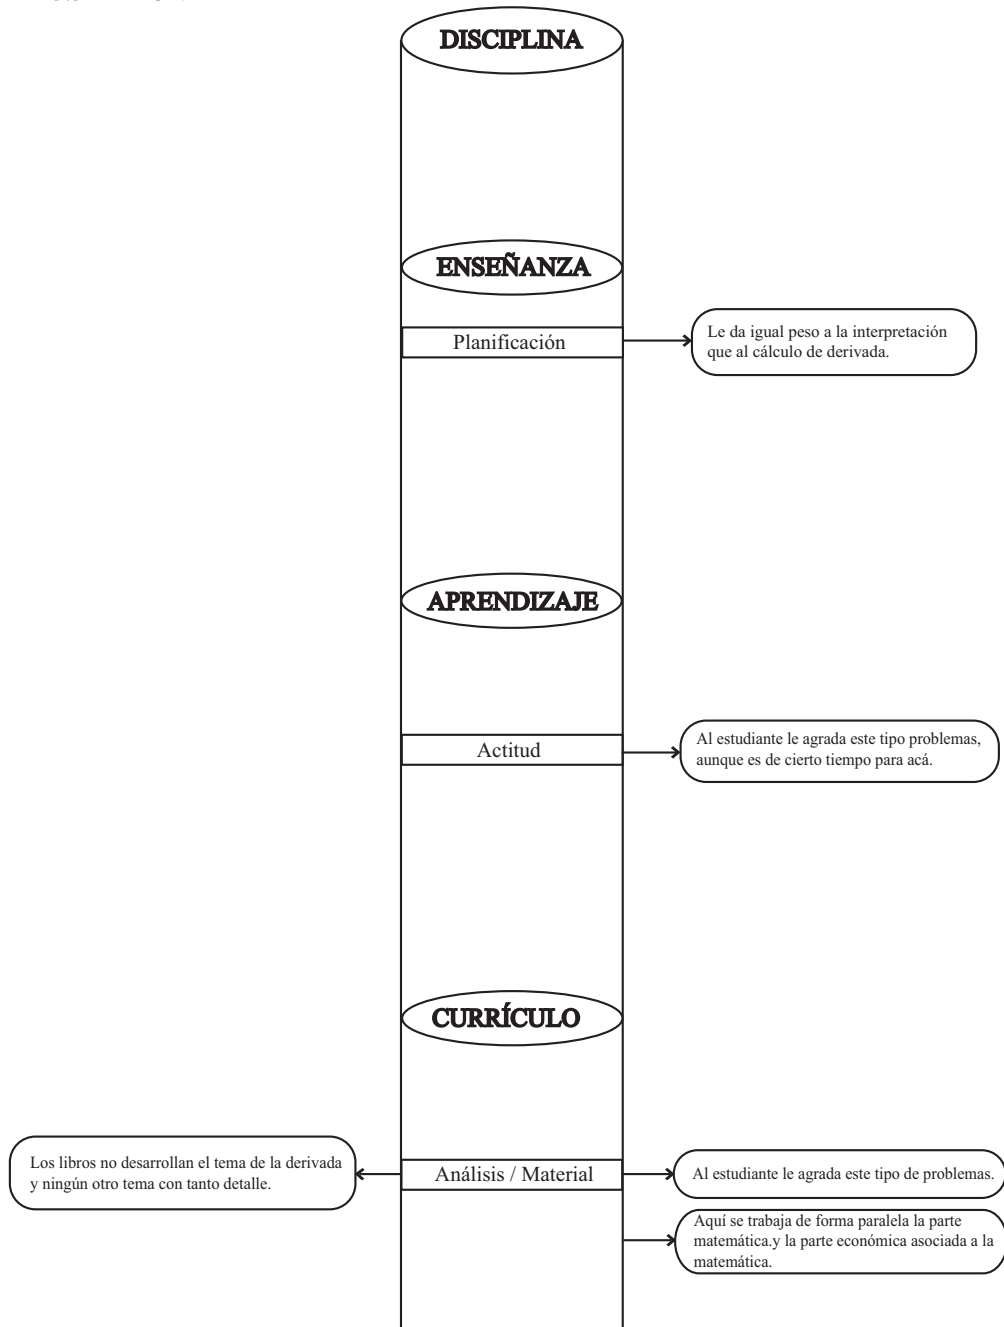 DISCIPLINA
ENSEÑANZA
Planificación
Le da igual peso a la interpretación
que al cálculo de derivada.
APRENDIZAJE
Actitud
Al estudiante le agrada este tipo problemas,
aunque es de cierto tiempo para acá.
CURRÍCULO
Los libros no desarrollan el tema de la derivada
y ningún otro tema con tanto detalle.
Análisis / Material
Al estudiante le agrada este tipo de problemas.
Aquí se trabaja de forma paralela la parte
matemática.y la parte económica asociada a la
matemática.